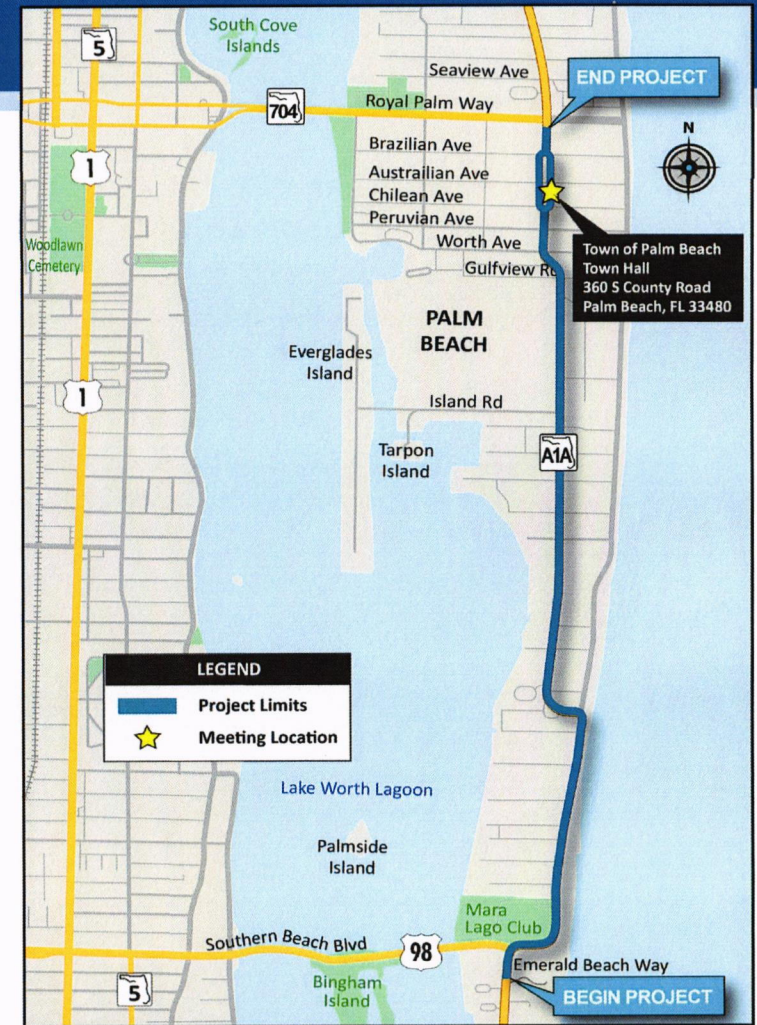 South Cove
Islands
5
Seaview Ave
END PROJECT
704
Royal Palm Way
N
Brazilian Ave
1
Austrailian Ave
Chilean Ave
Peruvian Ave
Woodlawn
Cemetery
Worth Ave
Gulfview Rd
Town of Palm Beach
Town Hall
360 S County Road
Palm Beach, FL 33480
PALM
BEACH
Everglades
Island
1
Island Rd
A1A
Tarpon
Island
LEGEND
Project Limits
Meeting Location
Lake Worth Lagoon
Palmside
Island
Mara
Lago Club
Southern Beach Blvd
98
Emerald Beach Way
5
Bingham
Island
BEGIN PROJECT